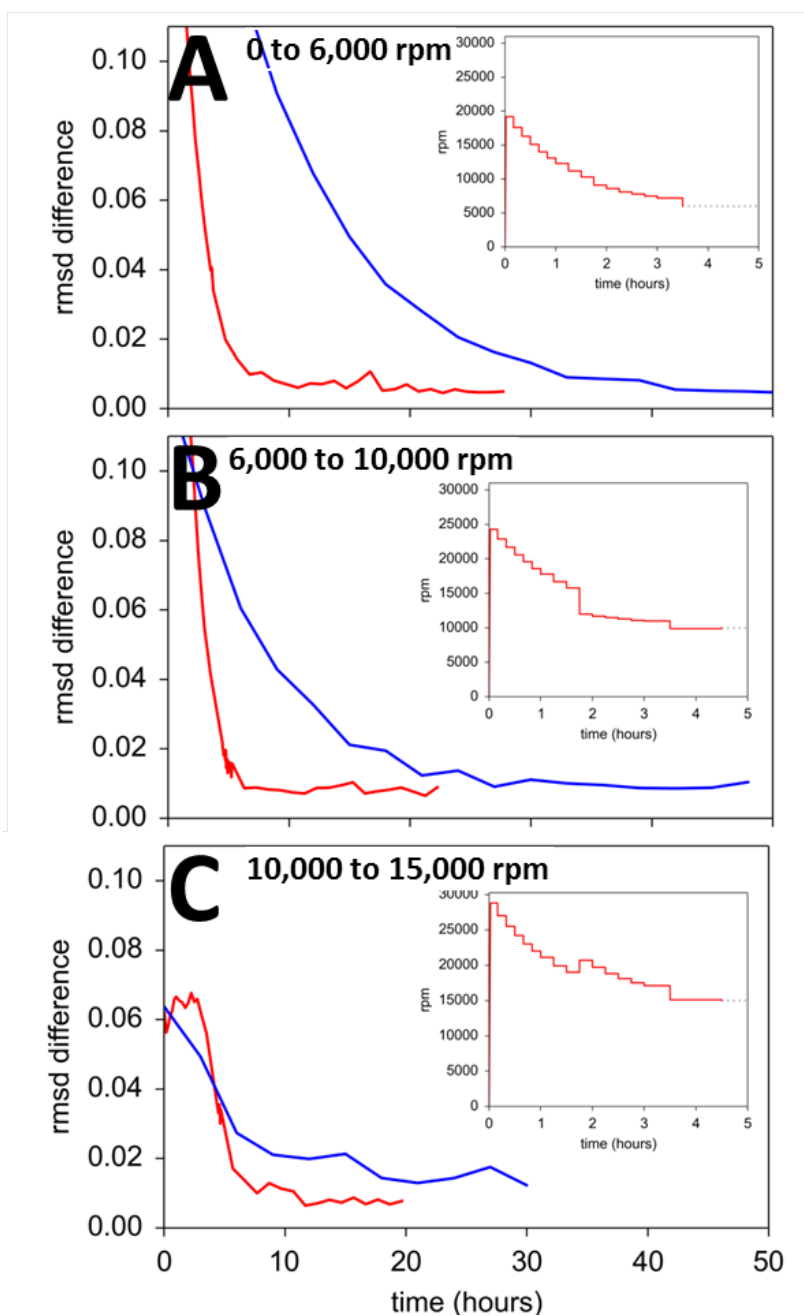 A
0 to 6,000 rpm
rmsd difference
0.10
0.08
0.06
0.04
0.02
0.00
rpm
30000
25000
20000
15000
10000
5000
0
0 1 2 3 4 5
time (hours)
B
6,000 to 10,000 rpm
rmsd difference
0.10
0.08
0.06
0.04
0.02
0.00
rpm
30000
25000
20000
15000
10000
5000
0
0 1 2 3 4 5
time (hours)
C
10,000 to 15,000 rpm
rmsd difference
0.10
0.08
0.06
0.04
0.02
0.00
rpm
30000
25000
20000
15000
10000
5000
0
0 1 2 3 4 5
time (hours)
0 10 20 30 40 50
time (hours)